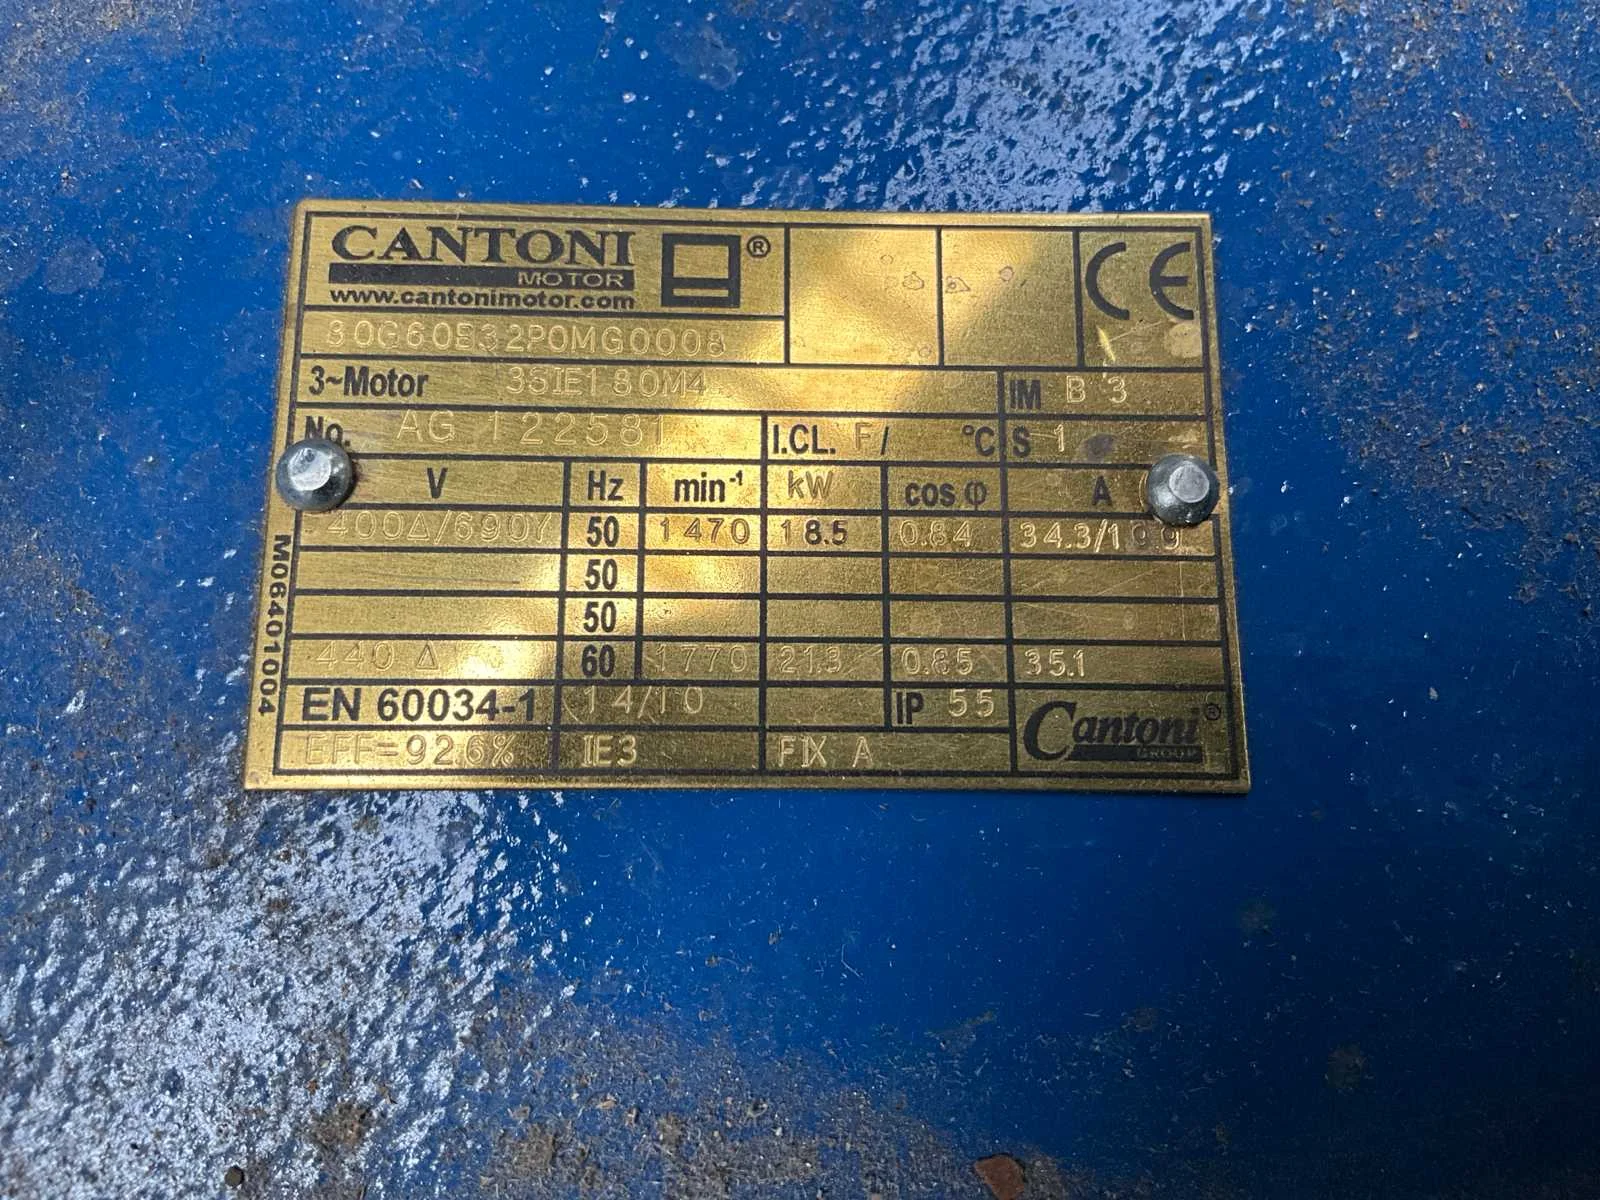 CANTONI ®
MOTOR
www.cantonimotor.com
CE
80G60E32P0MG0008
3~Motor 3SIE180M4 IM B 3
No. AG 122581 I.CL. F/ °C S 1
V Hz min⁻¹ kW cos φ A
400Δ/690Y 50 1470 18.5 0.84 34.3/19.9
50
50
440 Δ 60 1770 21.3 0.85 35.1
EN 60034-1 14/10 IP 55
EFF=92.6% IE3 FIX A
Cantoni ®
GROUP
M06401004